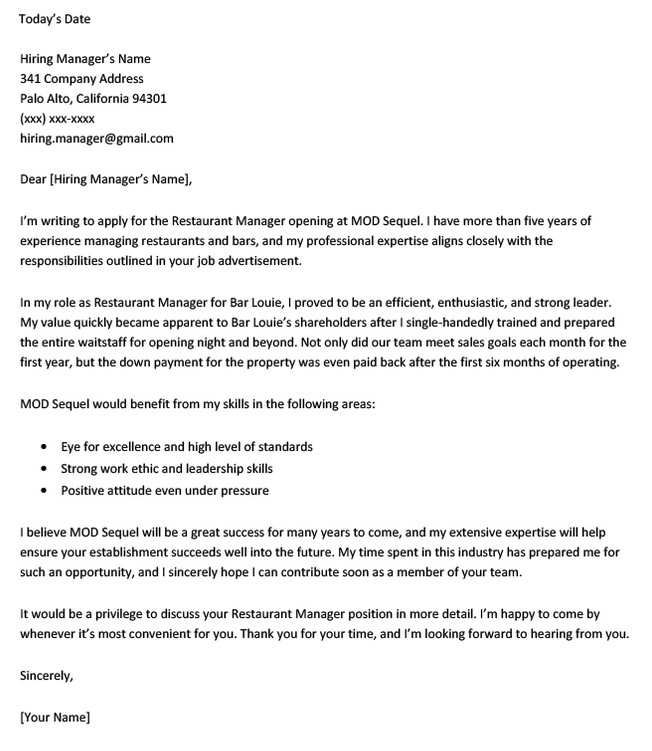 Today’s Date
Hiring Manager’s Name
341 Company Address
Palo Alto, California 94301
(xxx) xxx-xxxx
hiring.manager@gmail.com
Dear [Hiring Manager’s Name],
I’m writing to apply for the Restaurant Manager opening at MOD Sequel. I have more than five years of
experience managing restaurants and bars, and my professional expertise aligns closely with the
responsibilities outlined in your job advertisement.
In my role as Restaurant Manager for Bar Louie, I proved to be an efficient, enthusiastic, and strong leader.
My value quickly became apparent to Bar Louie’s shareholders after I single-handedly trained and prepared
the entire waitstaff for opening night and beyond. Not only did our team meet sales goals each month for the
first year, but the down payment for the property was even paid back after the first six months of operating.
MOD Sequel would benefit from my skills in the following areas:
• Eye for excellence and high level of standards
• Strong work ethic and leadership skills
• Positive attitude even under pressure
I believe MOD Sequel will be a great success for many years to come, and my extensive expertise will help
ensure your establishment succeeds well into the future. My time spent in this industry has prepared me for
such an opportunity, and I sincerely hope I can contribute soon as a member of your team.
It would be a privilege to discuss your Restaurant Manager position in more detail. I’m happy to come by
whenever it’s most convenient for you. Thank you for your time, and I’m looking forward to hearing from you.
Sincerely,
[Your Name]